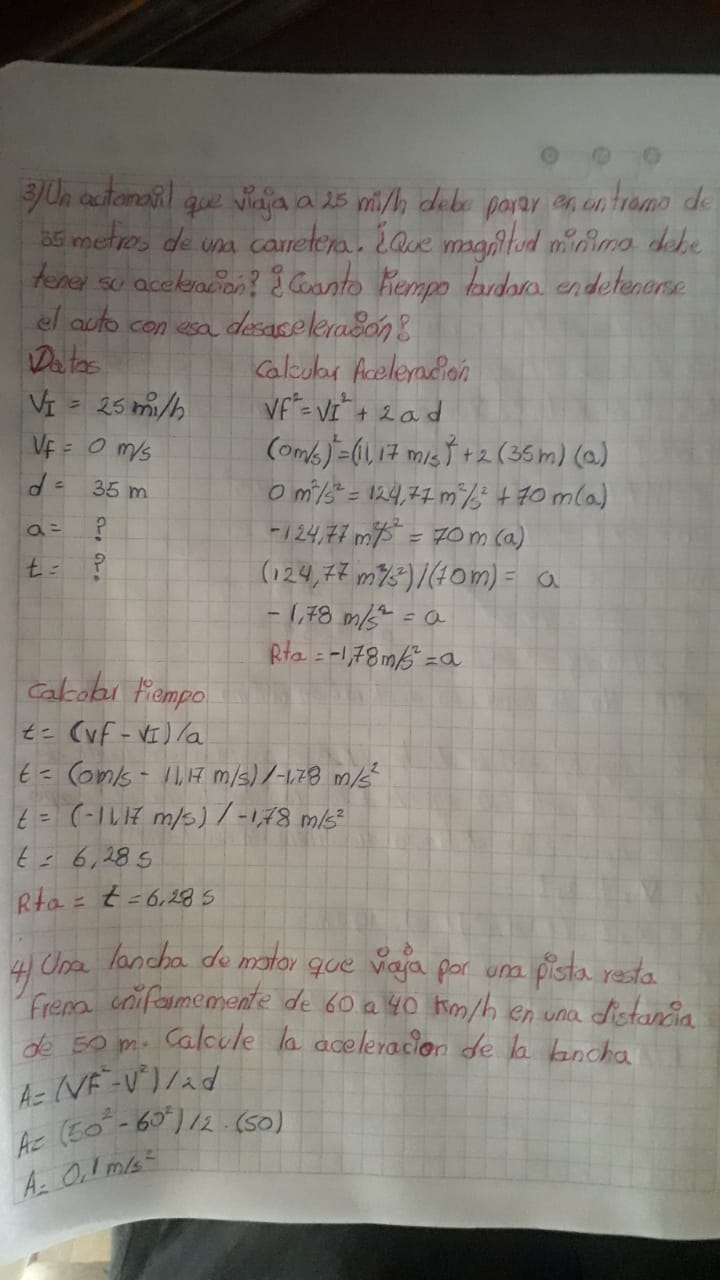 3) Un automovil que viaja a 25 mi/h debe parar en un tramo de
35 metros de una carretera. ¿Que magnitud minima debe
tener su aceleración? ¿Cuanto tiempo tardara en detenerse
el auto con esa desaseleración?
Datos
VI = 25 mi/h
Vf = 0 m/s
d = 35 m
a = ?
t = ?
Calcular Aceleración
VF² = VI² + 2 a d
(0m/s)² = (11,17 m/s)² + 2 (35m) (a)
0 m²/s² = 124,77 m²/s² + 70 m(a)
-124,77 m²/s² = 70 m (a)
(124,77 m²/s²)/(70m) = a
-1,78 m/s² = a
Rta = -1,78 m/s² = a
Calcular tiempo
t = (VF - VI)/a
t = (0m/s - 11,17 m/s) / -1,78 m/s²
t = (-11,17 m/s) / -1,78 m/s²
t = 6,28 s
Rta = t = 6,28 s
4) Una lancha de motor que viaja por una pista resta
frena uniformemente de 60 a 40 Km/h en una distancia
de 50 m. Calcule la aceleracion de la lancha
A = (VF² - V²) / 2d
A = (50² - 60²) / 2 . (50)
A = 0,1 m/s²